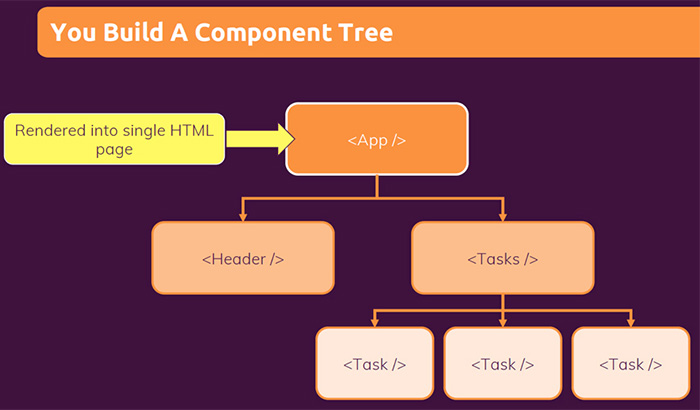 You Build A Component Tree
Rendered into single HTML
page
<App />
<Header />
<Tasks />
<Task />
<Task />
<Task />